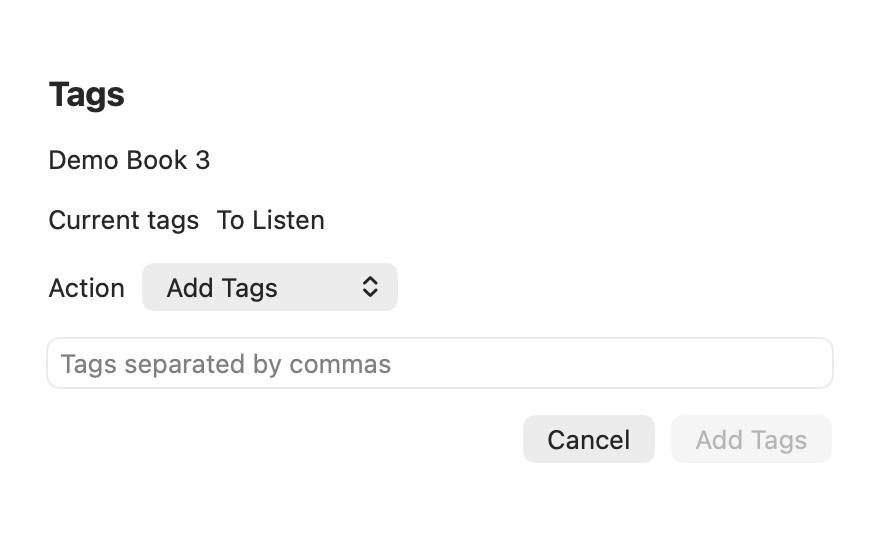 Tags
Demo Book 3
Current tags To Listen
Action Add Tags
Tags separated by commas
Cancel Add Tags